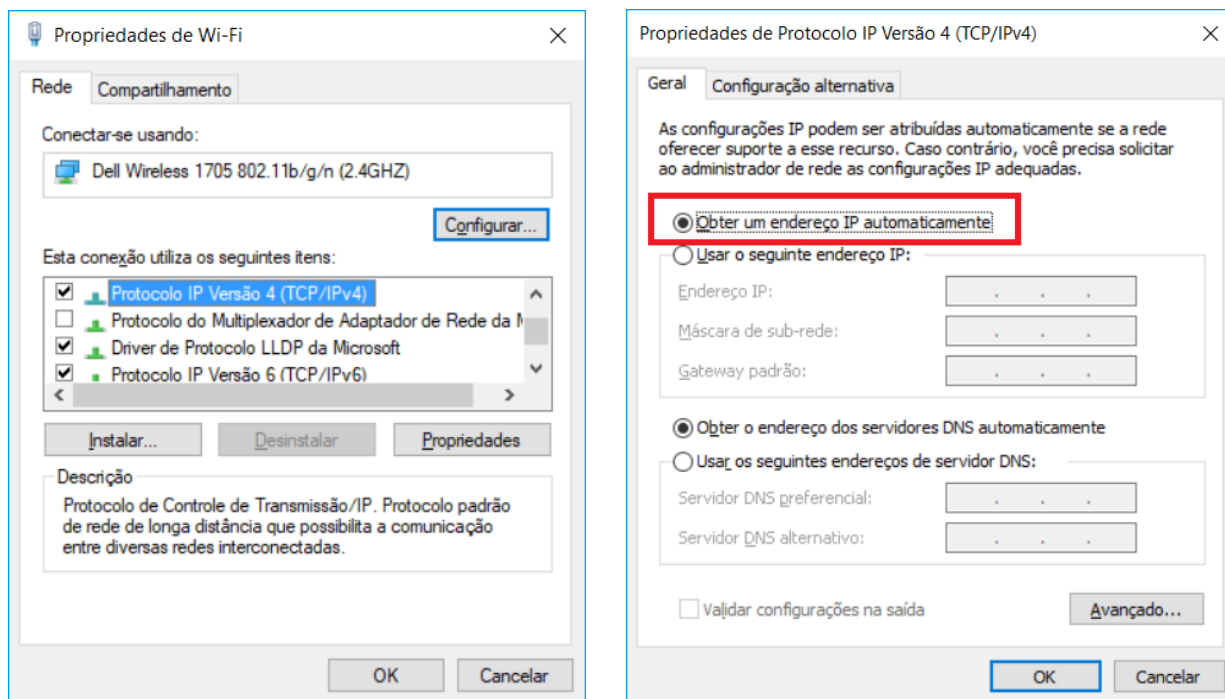 Propriedades de Wi-Fi
Rede
Compartilhamento
Conectar-se usando:
Dell Wireless 1705 802.11b/g/n (2.4GHZ)
Configurar...
Esta conexão utiliza os seguintes itens:
Protocolo IP Versão 4 (TCP/IPv4)
Protocolo do Multiplexador de Adaptador de Rede da
Driver de Protocolo LLDP da Microsoft
Protocolo IP Versão 6 (TCP/IPv6)
Instalar...
Desinstalar
Propriedades
Descrição
Protocolo de Controle de Transmissão/IP. Protocolo padrão
de rede de longa distância que possibilita a comunicação
entre diversas redes interconectadas.
OK
Cancelar
Propriedades de Protocolo IP Versão 4 (TCP/IPv4)
Geral
Configuração alternativa
As configurações IP podem ser atribuídas automaticamente se a rede
oferecer suporte a esse recurso. Caso contrário, você precisa solicitar
ao administrador de rede as configurações IP adequadas.
Obter um endereço IP automaticamente
Usar o seguinte endereço IP:
Endereço IP:
Máscara de sub-rede:
Gateway padrão:
Obter o endereço dos servidores DNS automaticamente
Usar os seguintes endereços de servidor DNS:
Servidor DNS preferencial:
Servidor DNS alternativo:
Validar configurações na saída
Avançado...
OK
Cancelar